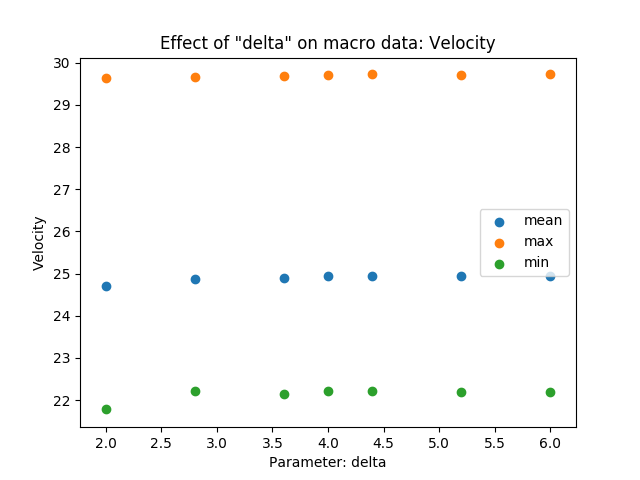 Effect of "delta" on macro data: Velocity
30
29
28
27
26
25
24
23
22
Velocity
mean
max
min
2.0 2.5 3.0 3.5 4.0 4.5 5.0 5.5 6.0
Parameter: delta